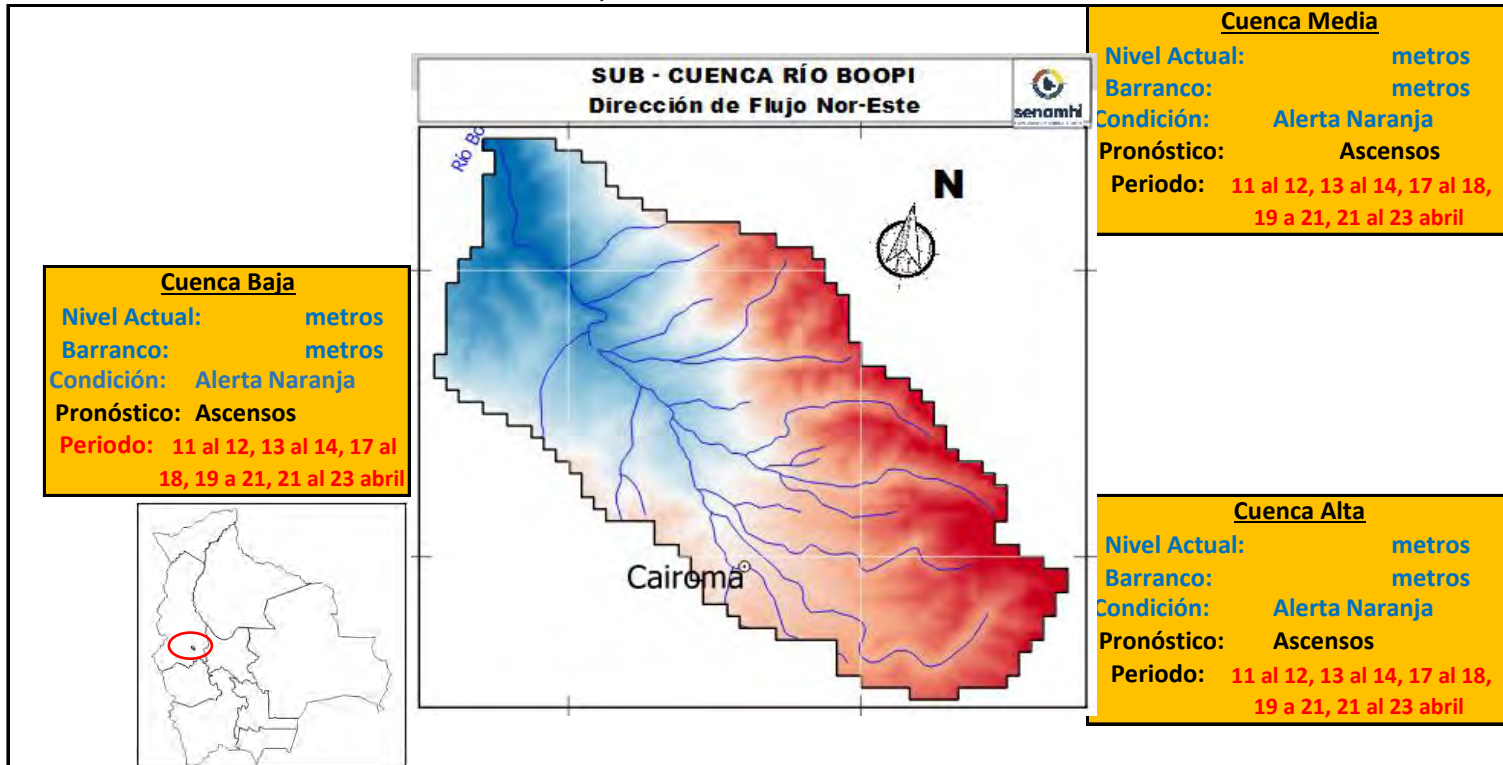 SUB - CUENCA RÍO BOOPI
Dirección de Flujo Nor-Este
senamhi
Río Bo
N
Cairoma
Cuenca Media
Nivel Actual: metros
Barranco: metros
Condición: Alerta Naranja
Pronóstico: Ascensos
Periodo: 11 al 12, 13 al 14, 17 al 18,
19 a 21, 21 al 23 abril
Cuenca Baja
Nivel Actual: metros
Barranco: metros
Condición: Alerta Naranja
Pronóstico: Ascensos
Periodo: 11 al 12, 13 al 14, 17 al
18, 19 a 21, 21 al 23 abril
Cuenca Alta
Nivel Actual: metros
Barranco: metros
Condición: Alerta Naranja
Pronóstico: Ascensos
Periodo: 11 al 12, 13 al 14, 17 al 18,
19 a 21, 21 al 23 abril